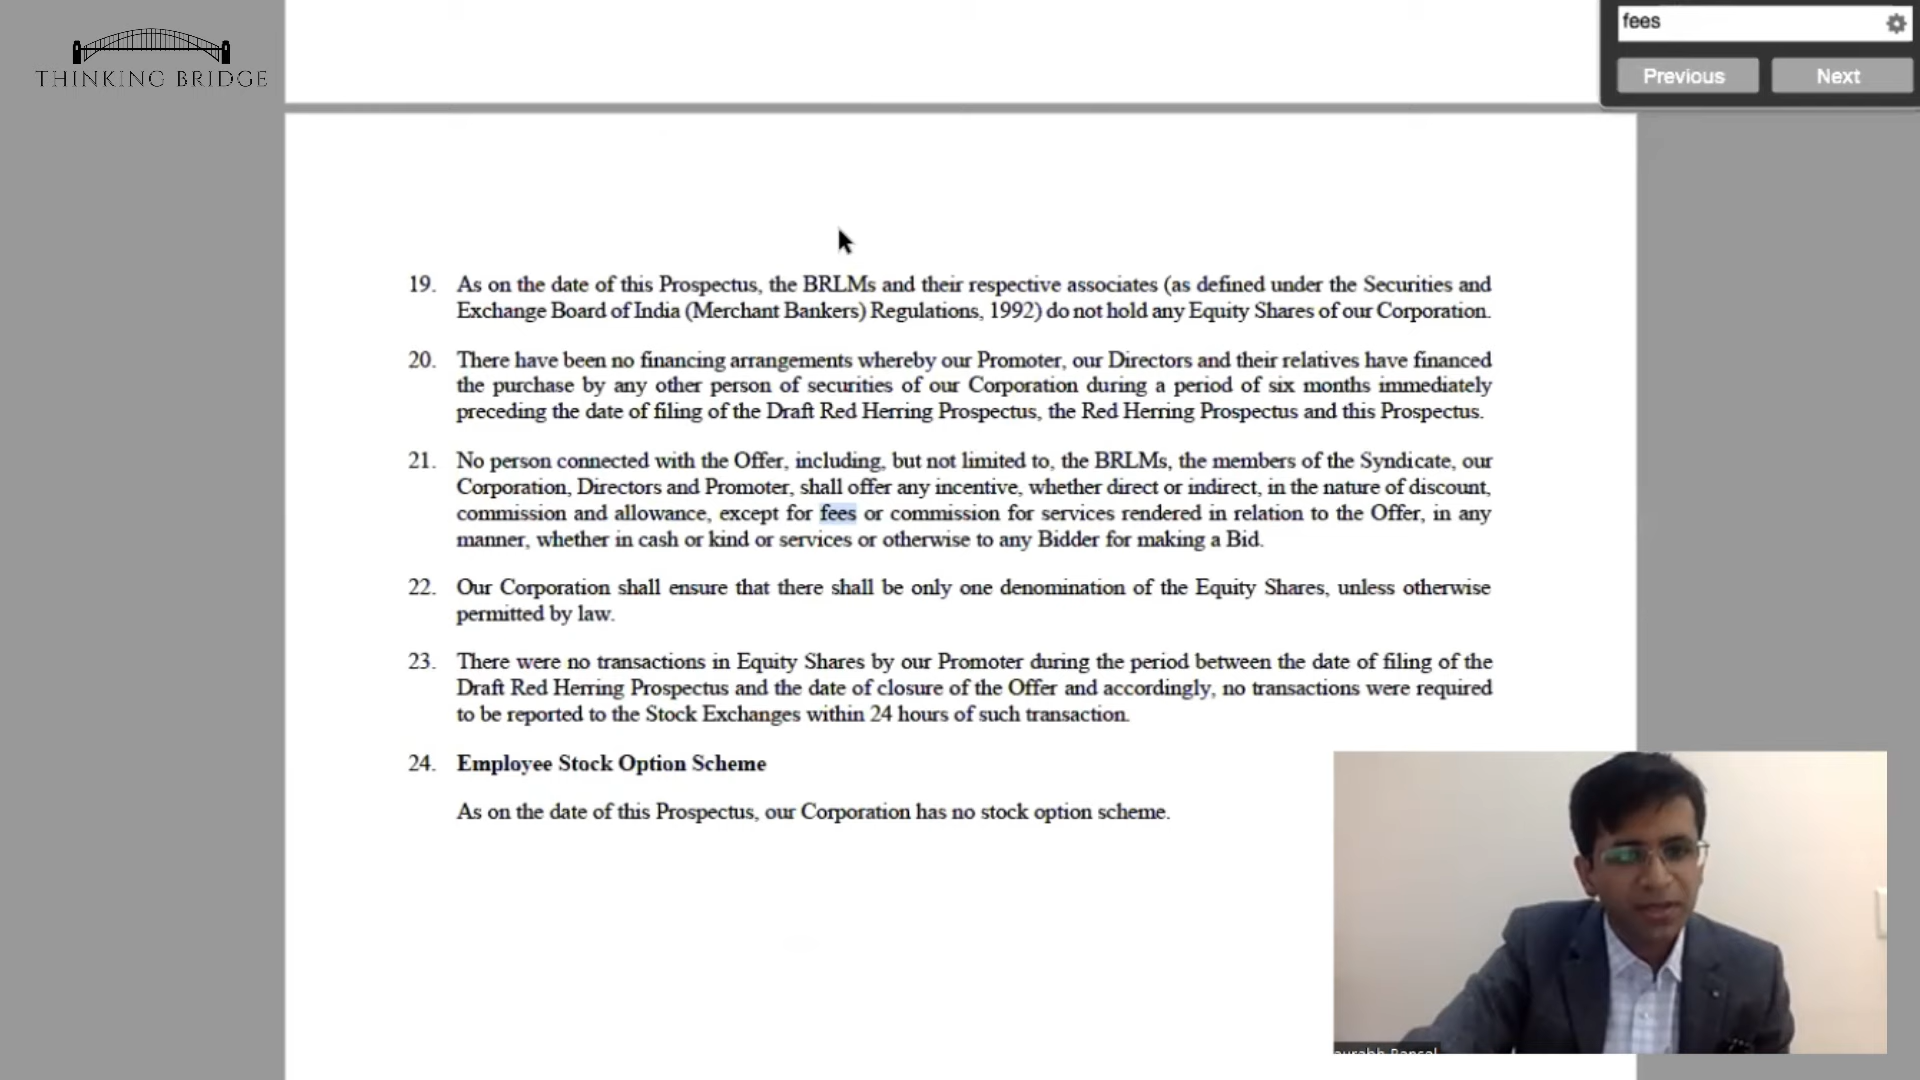 THINKING BRIDGE
fees
Previous Next
19. As on the date of this Prospectus, the BRLMs and their respective associates (as defined under the Securities and
Exchange Board of India (Merchant Bankers) Regulations, 1992) do not hold any Equity Shares of our Corporation.
20. There have been no financing arrangements whereby our Promoter, our Directors and their relatives have financed
the purchase by any other person of securities of our Corporation during a period of six months immediately
preceding the date of filing of the Draft Red Herring Prospectus, the Red Herring Prospectus and this Prospectus.
21. No person connected with the Offer, including, but not limited to, the BRLMs, the members of the Syndicate, our
Corporation, Directors and Promoter, shall offer any incentive, whether direct or indirect, in the nature of discount,
commission and allowance, except for fees or commission for services rendered in relation to the Offer, in any
manner, whether in cash or kind or services or otherwise to any Bidder for making a Bid.
22. Our Corporation shall ensure that there shall be only one denomination of the Equity Shares, unless otherwise
permitted by law.
23. There were no transactions in Equity Shares by our Promoter during the period between the date of filing of the
Draft Red Herring Prospectus and the date of closure of the Offer and accordingly, no transactions were required
to be reported to the Stock Exchanges within 24 hours of such transaction.
24. Employee Stock Option Scheme
As on the date of this Prospectus, our Corporation has no stock option scheme.